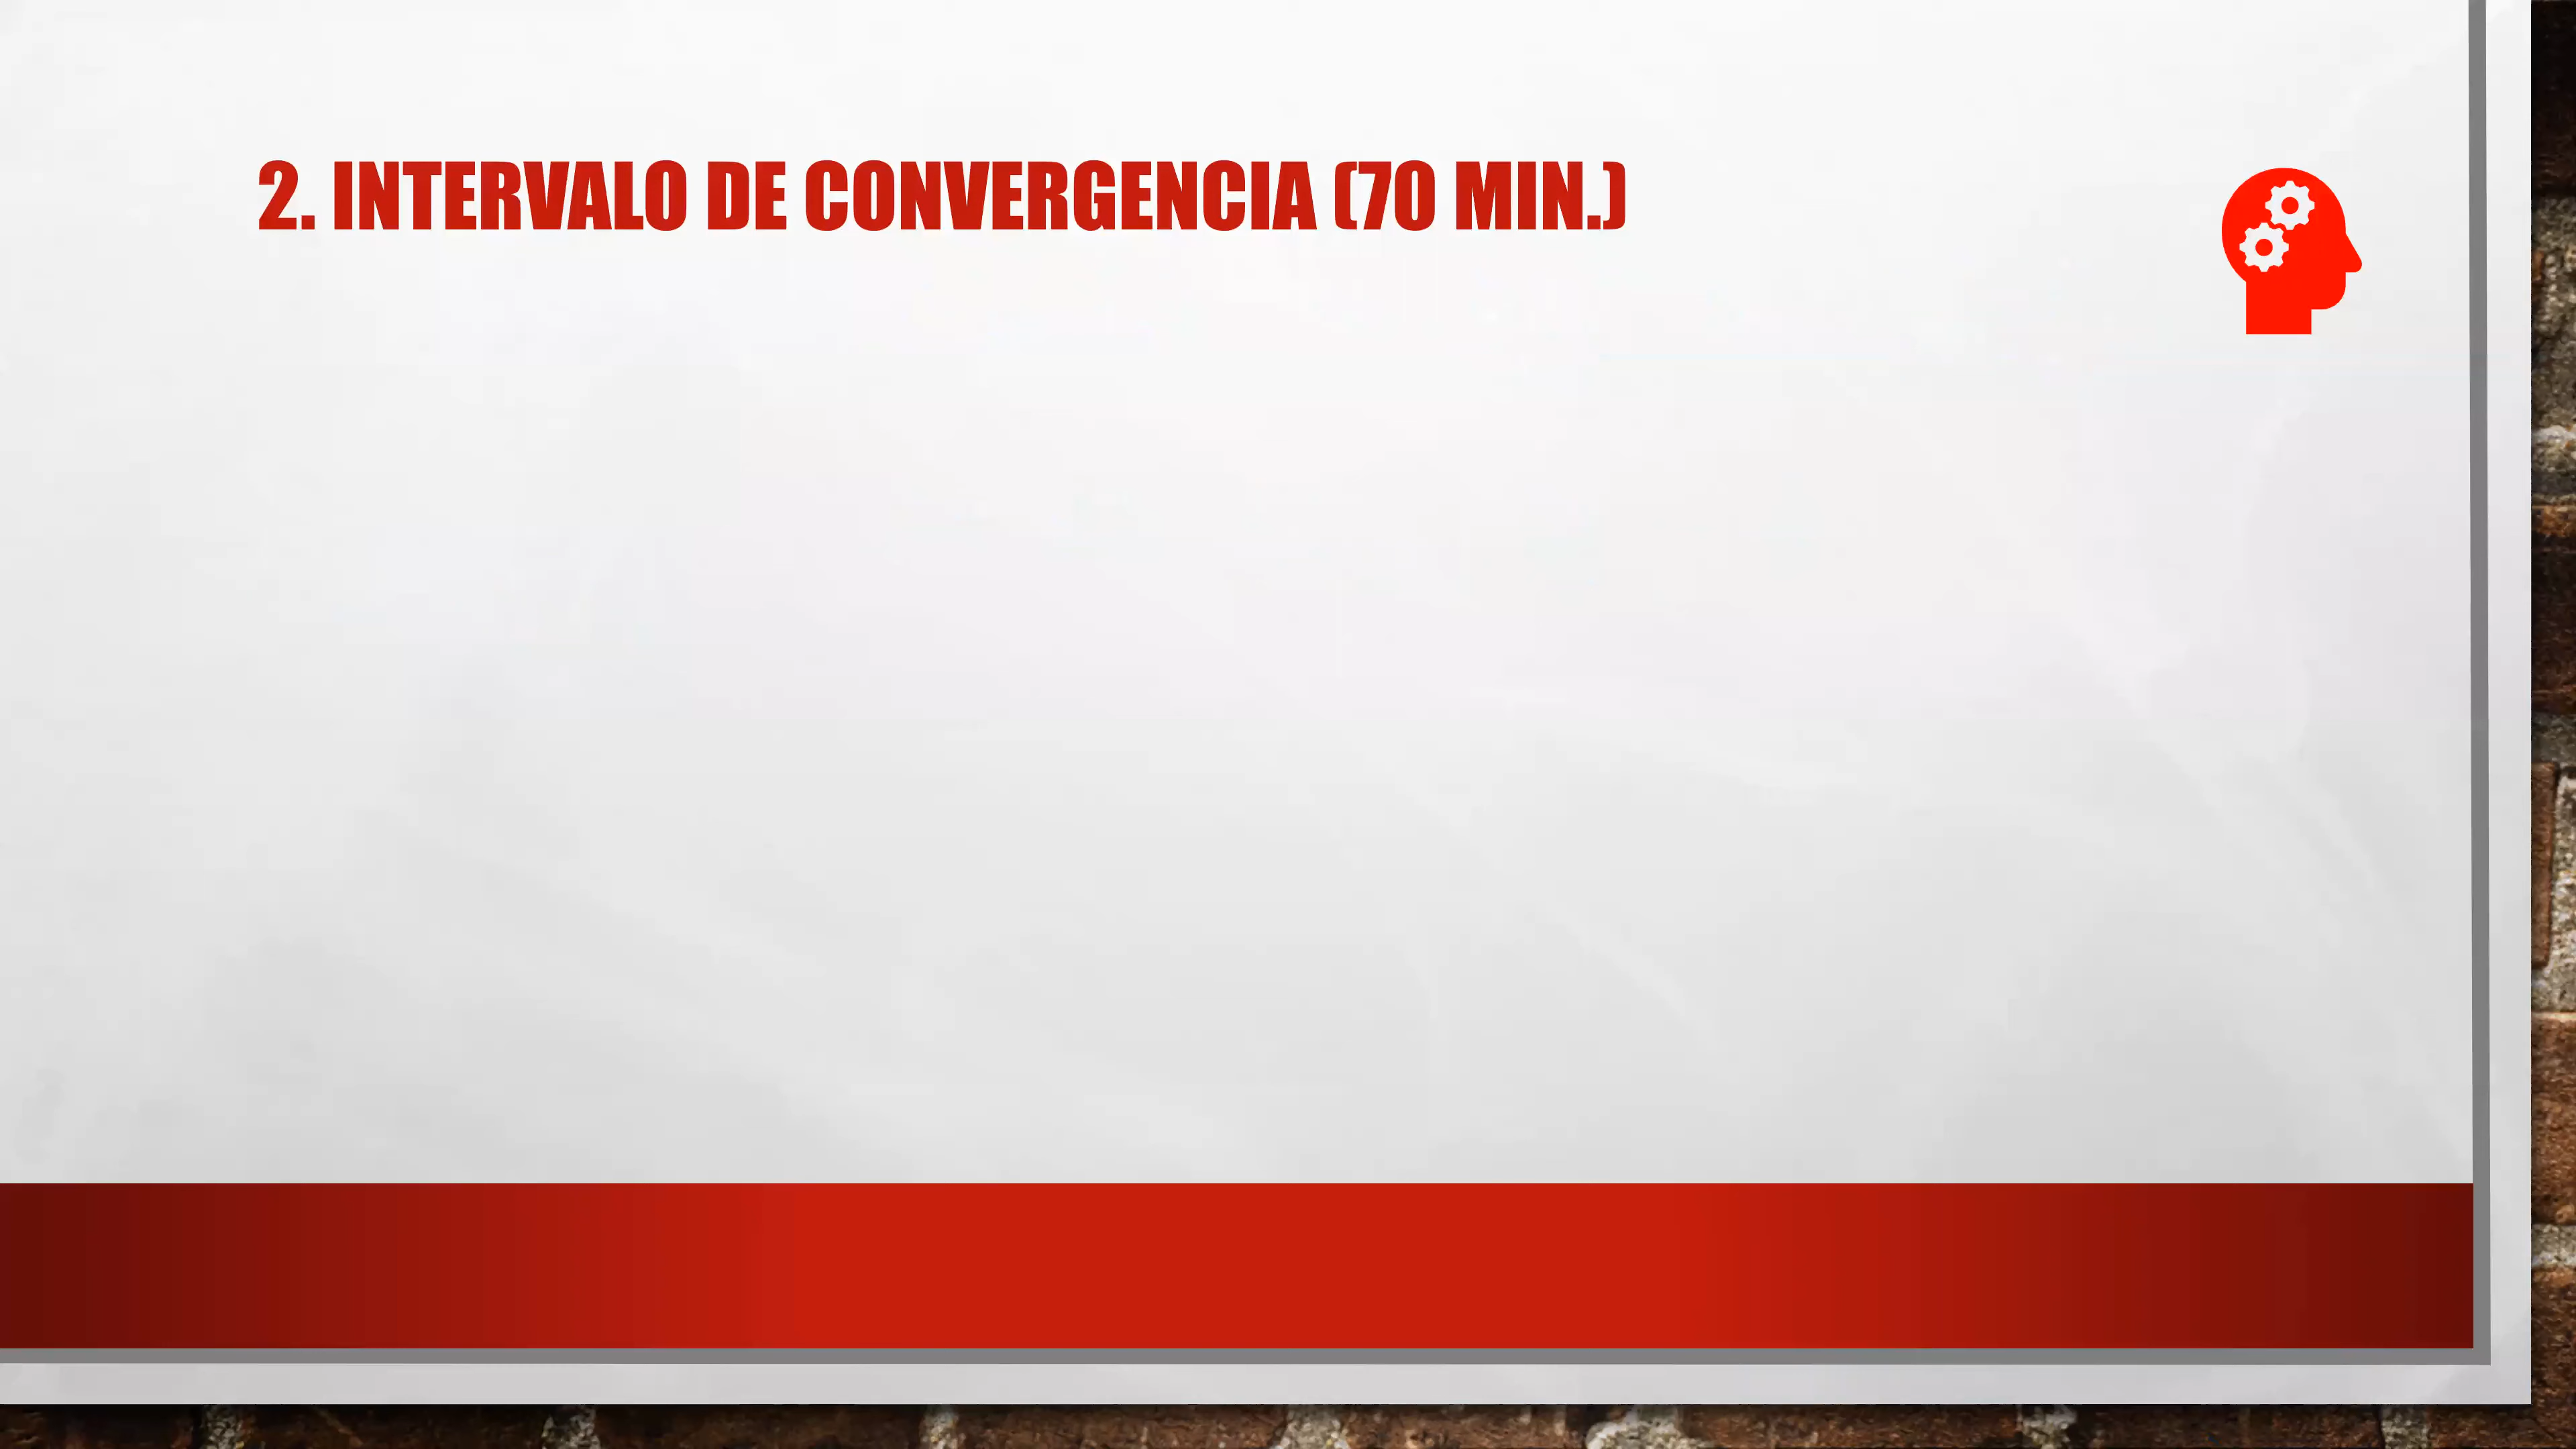 2. INTERVALO DE CONVERGENCIA (70 MIN.)